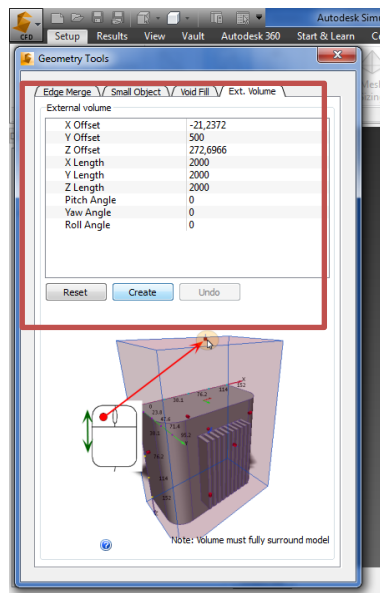 Autodesk Simu
CFD Setup Results View Vault Autodesk 360 Start & Learn
Geometry Tools
Edge Merge Small Object Void Fill Ext. Volume
External volume
X Offset -21,2372
Y Offset 500
Z Offset 272,6966
X Length 2000
Y Length 2000
Z Length 2000
Pitch Angle 0
Yaw Angle 0
Roll Angle 0
Reset Create Undo
Note: Volume must fully surround model